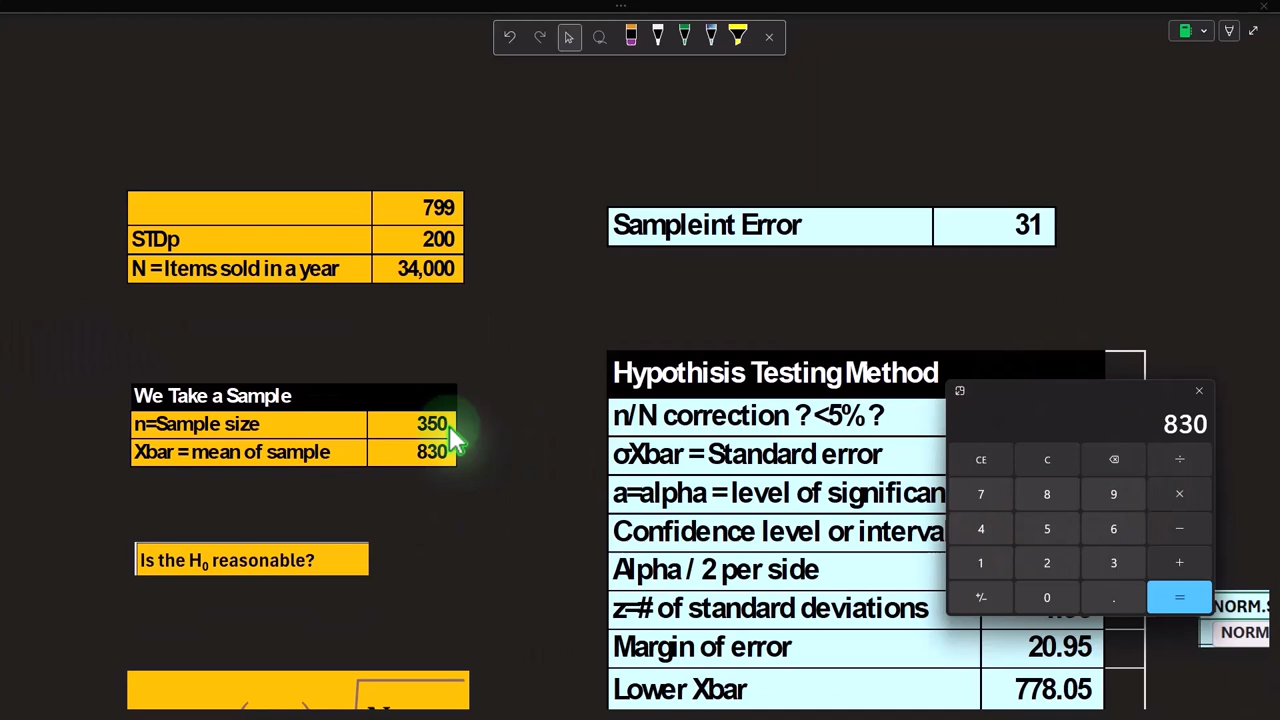 799
STDp 200
N = Items sold in a year 34,000
Sampleint Error 31
We Take a Sample
n=Sample size 350
Xbar = mean of sample 830
Is the H₀ reasonable?
Hypothisis Testing Method
n/N correction ? <5% ?
σXbar = Standard error
a=alpha = level of significan
Confidence level or interva
Alpha / 2 per side
z=# of standard deviations
Margin of error 20.95
Lower Xbar 778.05
830
CE C ⌫ ÷
7 8 9 ×
4 5 6 −
1 2 3 +
+/− 0 . =
NORM.S
NORM